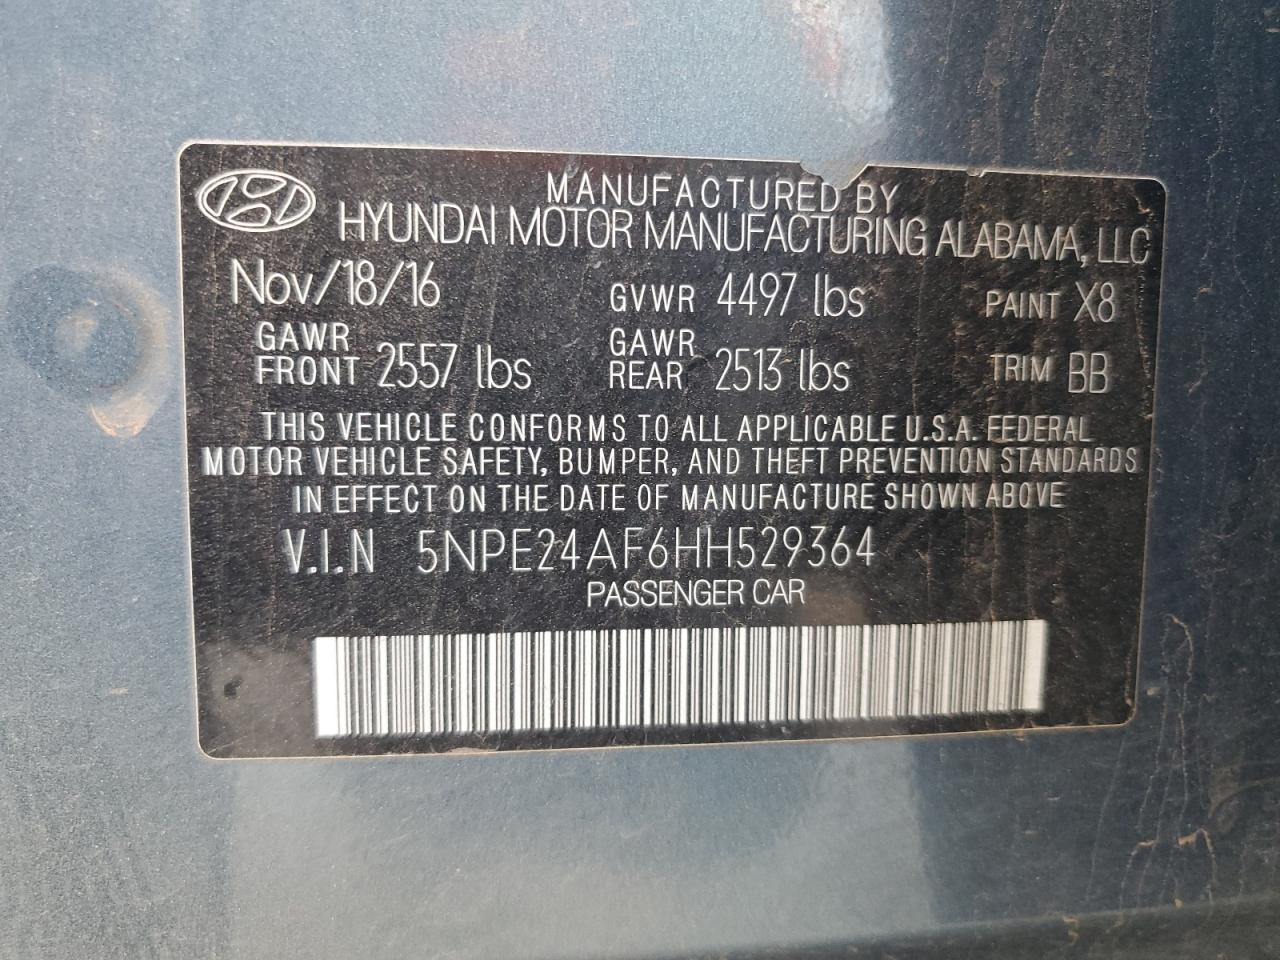 MANUFACTURED BY
HYUNDAI MOTOR MANUFACTURING ALABAMA, LLC
Nov/18/16 GVWR 4497 lbs PAINT X8
GAWR FRONT 2557 lbs GAWR REAR 2513 lbs TRIM BB
THIS VEHICLE CONFORMS TO ALL APPLICABLE U.S.A. FEDERAL
MOTOR VEHICLE SAFETY, BUMPER, AND THEFT PREVENTION STANDARDS
IN EFFECT ON THE DATE OF MANUFACTURE SHOWN ABOVE
V.I.N 5NPE24AF6HH529364
PASSENGER CAR